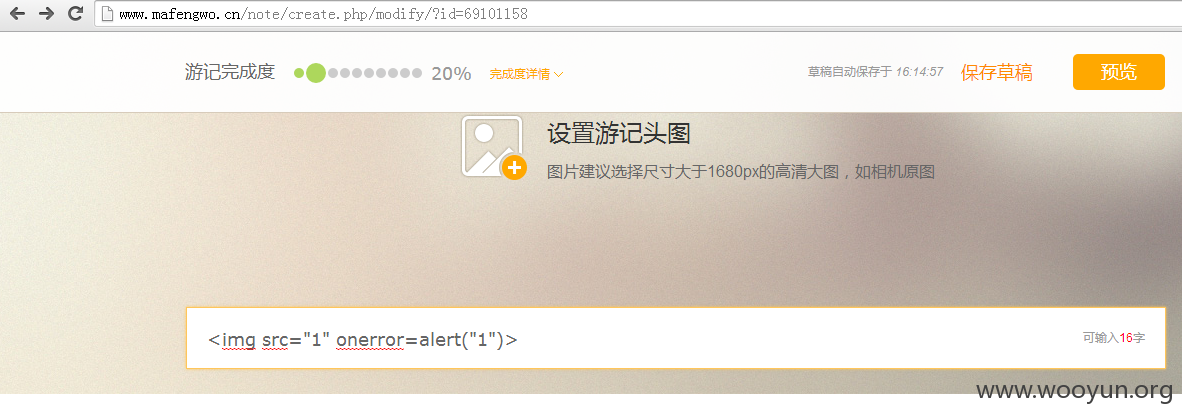 www.mafengwo.cn/note/create.php/modify/?id=69101158
游记完成度 20% 完成度详情 草稿自动保存于 16:14:57 保存草稿 预览
设置游记头图
图片建议选择尺寸大于1680px的高清大图，如相机原图
<img src="1" onerror=alert("1")> 可输入16字
www.wooyun.org